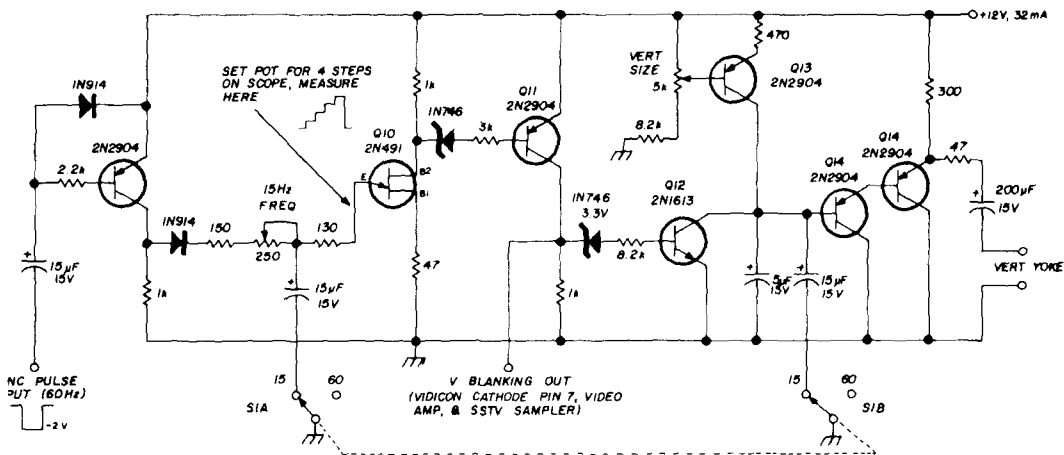 +12V, 32mA
1N914
2N2904
2.2k
15µF
15V
NC PULSE
PUT (60Hz)
-2V
1N914
150
15Hz
FREQ
250
130
1k
15µF
15V
SET POT FOR 4 STEPS
ON SCOPE, MEASURE
HERE
Q10
2N491
E
B2
B1
1k
47
1N746
3k
Q11
2N2904
1N746
3.3V
8.2k
1k
V BLANKING OUT
(VIDICON CATHODE PIN 7, VIDEO
AMP, & SSTV SAMPLER)
VERT
SIZE
5k
8.2k
Q12
2N1613
470
Q13
2N2904
5µF
15V
15µF
15V
Q14
2N2904
Q14
2N2904
300
47
200µF
15V
VERT YOKE
15
60
S1A
15
60
S1B